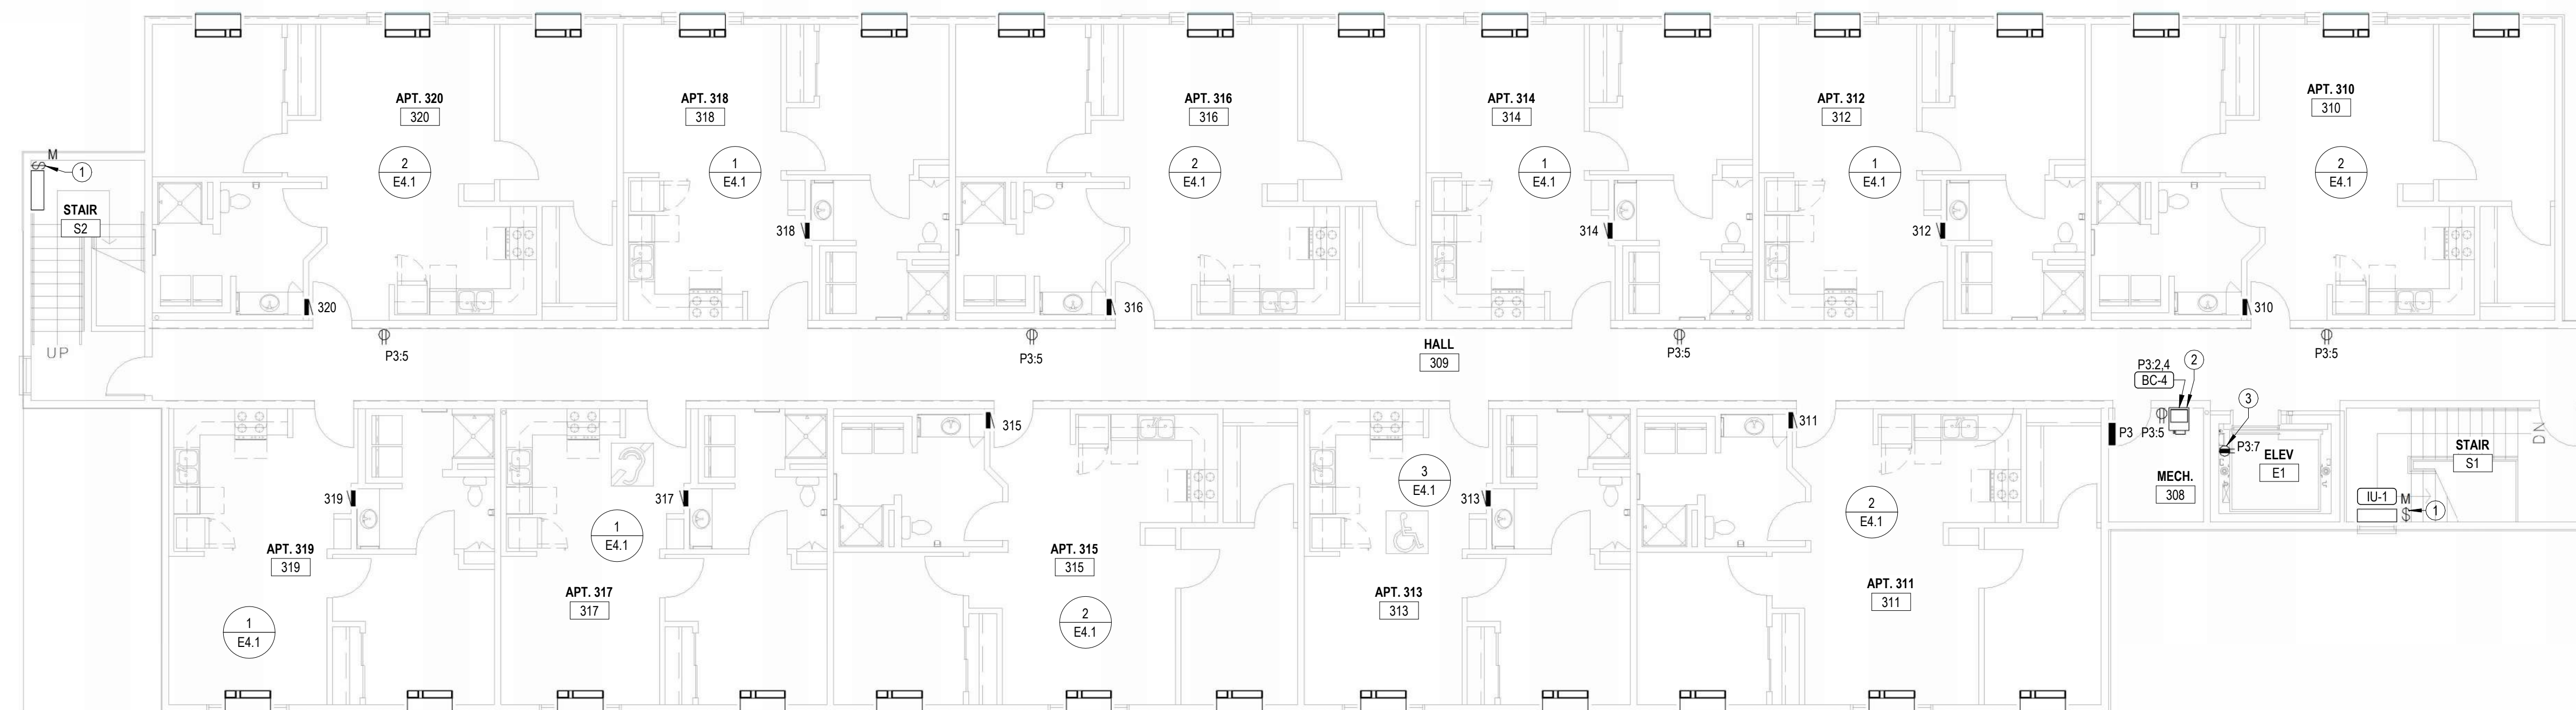 APT. 320
320
APT. 318
318
APT. 316
316
APT. 314
314
APT. 312
312
APT. 310
310
M
S
1
2
E4.1
1
E4.1
2
E4.1
1
E4.1
1
E4.1
2
E4.1
STAIR
S2
318
314
312
320
316
310
UP
P3:5
P3:5
P3:5
P3:5
HALL
309
P3:2,4
2
BC-4
3
315
311
P3
P3:5
P3:7
ELEV
E1
STAIR
S1
DN
MECH.
308
IU-1
M
$
1
319
317
313
3
E4.1
1
E4.1
2
E4.1
APT. 319
319
APT. 315
315
APT. 317
317
APT. 313
313
APT. 311
311
1
E4.1
2
E4.1